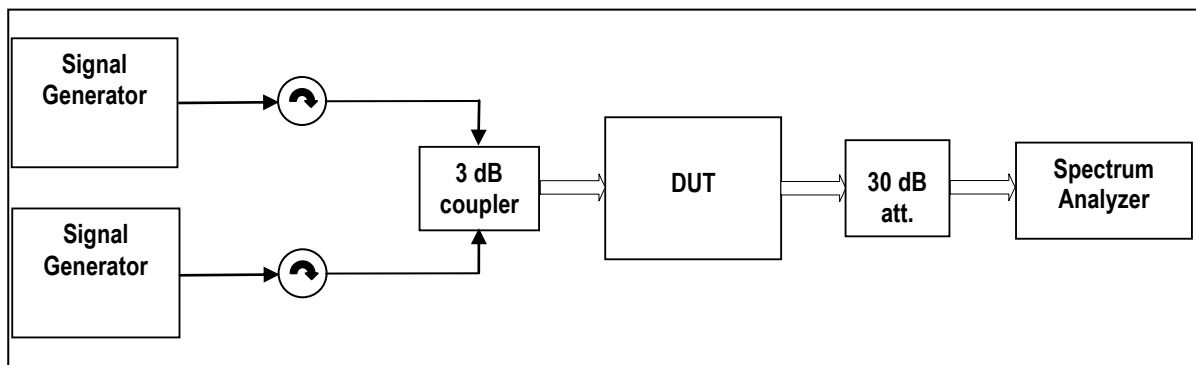 Signal
Generator
3 dB
coupler
DUT
30 dB
att.
Spectrum
Analyzer
Signal
Generator